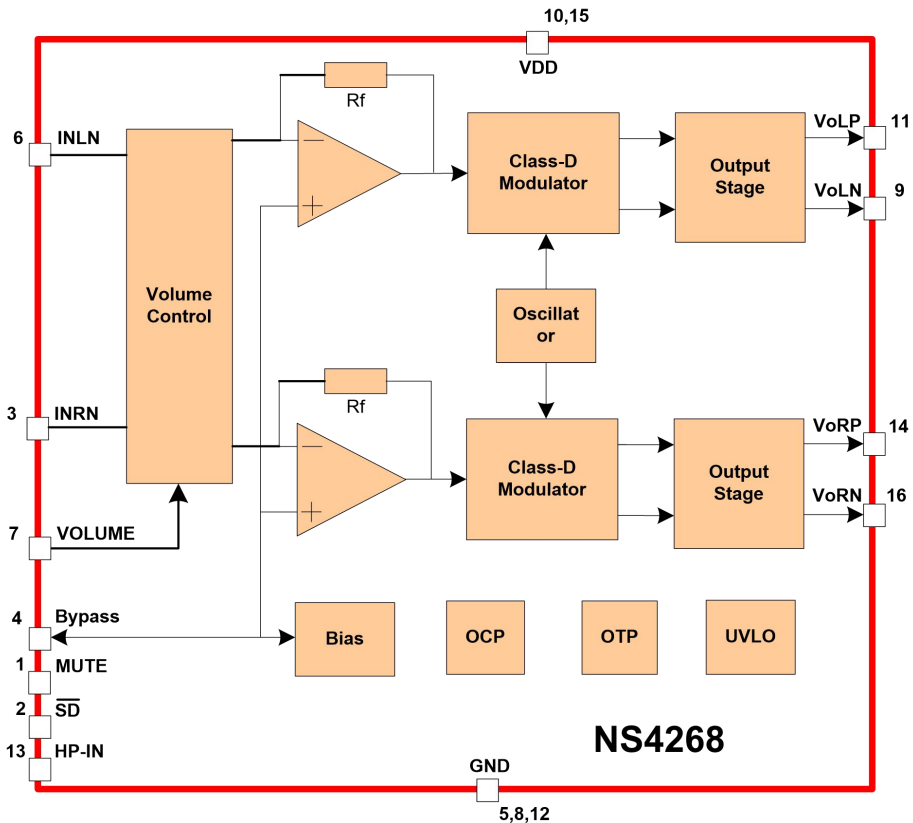 10,15
VDD
Rf
6
INLN
VoLP
11
Class-D
Modulator
Output
Stage
VoLN
9
Volume
Control
Oscillat
or
Rf
3
INRN
VoRP
14
Class-D
Modulator
Output
Stage
VoRN
16
7
VOLUME
4
Bypass
Bias
OCP
OTP
UVLO
1
MUTE
2
SD
13
HP-IN
NS4268
GND
5,8,12